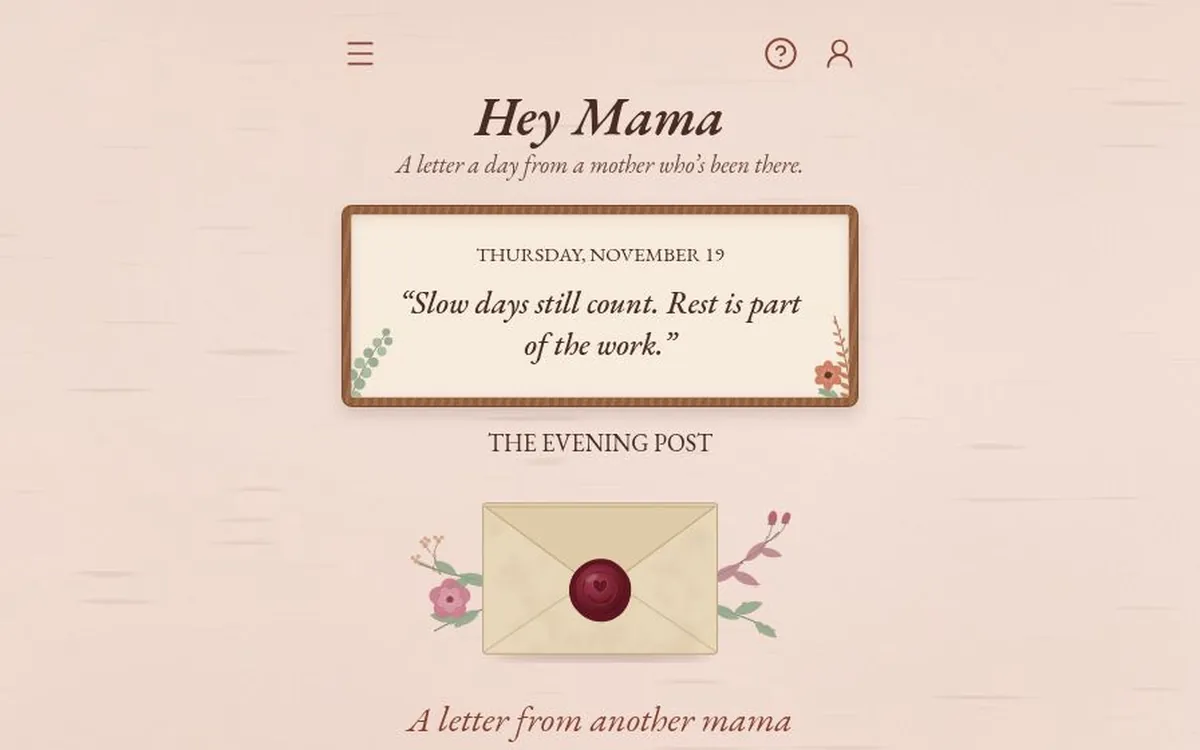 Hey Mama
A letter a day from a mother who’s been there.
THURSDAY, NOVEMBER 19
“Slow days still count. Rest is part
of the work.”
THE EVENING POST
A letter from another mama